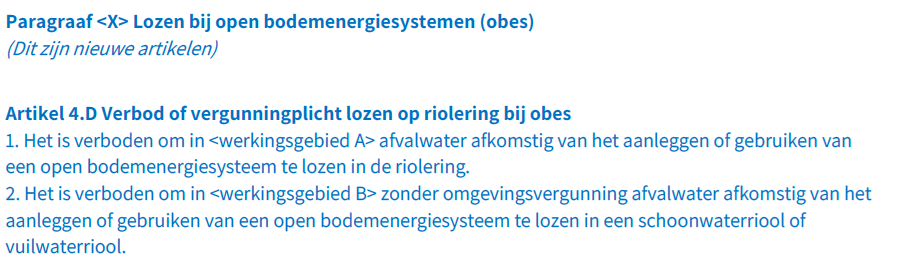 Paragraaf <X> Lozen bij open bodemenergiesystemen (obes)
(Dit zijn nieuwe artikelen)
Artikel 4.D Verbod of vergunningplicht lozen op riolering bij obes
1. Het is verboden om in <werkingsgebied A> afvalwater afkomstig van het aanleggen of gebruiken van
een open bodemenergiesysteem te lozen in de riolering.
2. Het is verboden om in <werkingsgebied B> zonder omgevingsvergunning afvalwater afkomstig van het
aanleggen of gebruiken van een open bodemenergiesysteem te lozen in een schoonwaterriool of
vuilwaterriool.